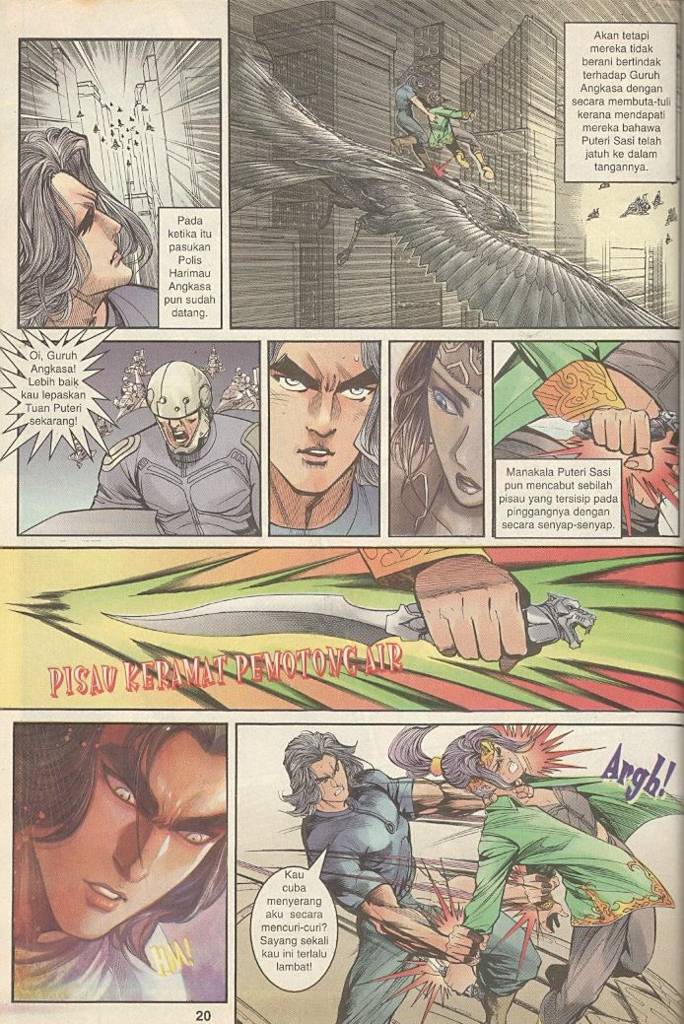 Pada
ketika itu
pasukan
Polis
Harimau
Angkasa
pun sudah
datang.
Akan tetapi
mereka tidak
berani bertindak
terhadap Guruh
Angkasa dengan
secara membuta-tuli
kerana mendapati
mereka bahawa
Puteri Sasi telah
jatuh ke dalam
tangannya.
Oi, Guruh
Angkasa!
Lebih baik
kau lepaskan
Tuan Puteri
sekarang!
Manakala Puteri Sasi
pun mencabut sebilah
pisau yang tersisip pada
pinggangnya dengan
secara senyap-senyap.
PISAU KERAMAT PEMOTONG AIR
HM!
Argh!
Kau
cuba
menyerang
aku secara
mencuri-curi?
Sayang sekali
kau ini terlalu
lambat!
20